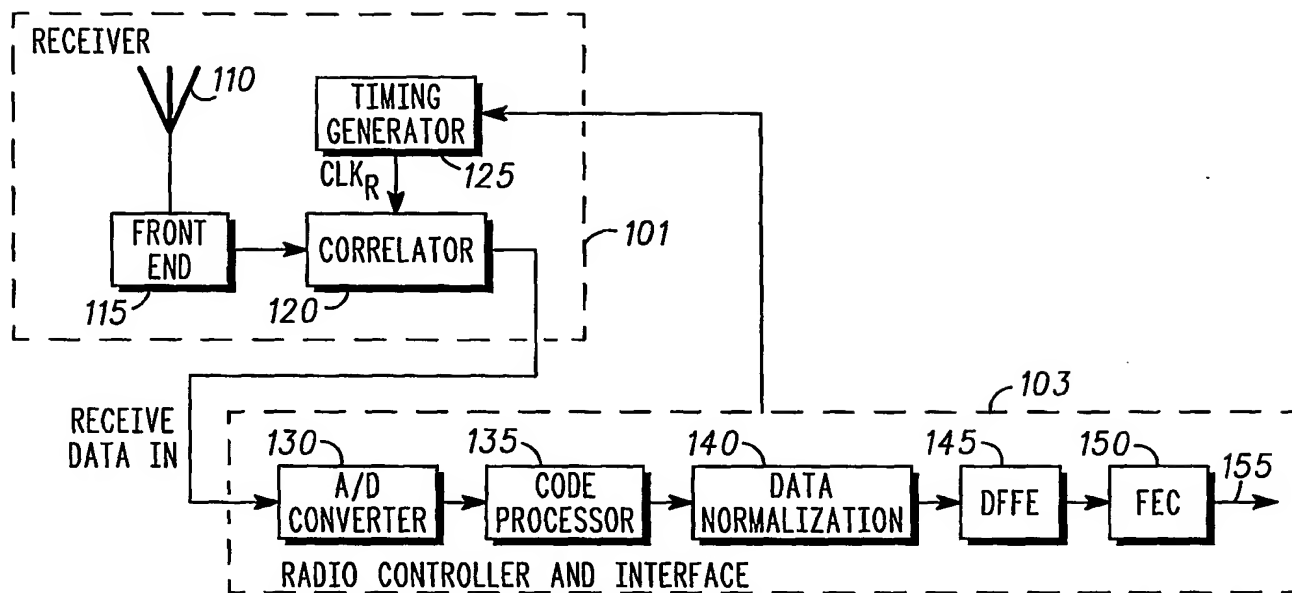 RECEIVER
110
TIMING
GENERATOR
125
CLKR
FRONT
END
115
CORRELATOR
120
101
RECEIVE
DATA IN
103
130
A/D
CONVERTER
135
CODE
PROCESSOR
140
DATA
NORMALIZATION
145
DFFE
150
FEC
155
RADIO CONTROLLER AND INTERFACE